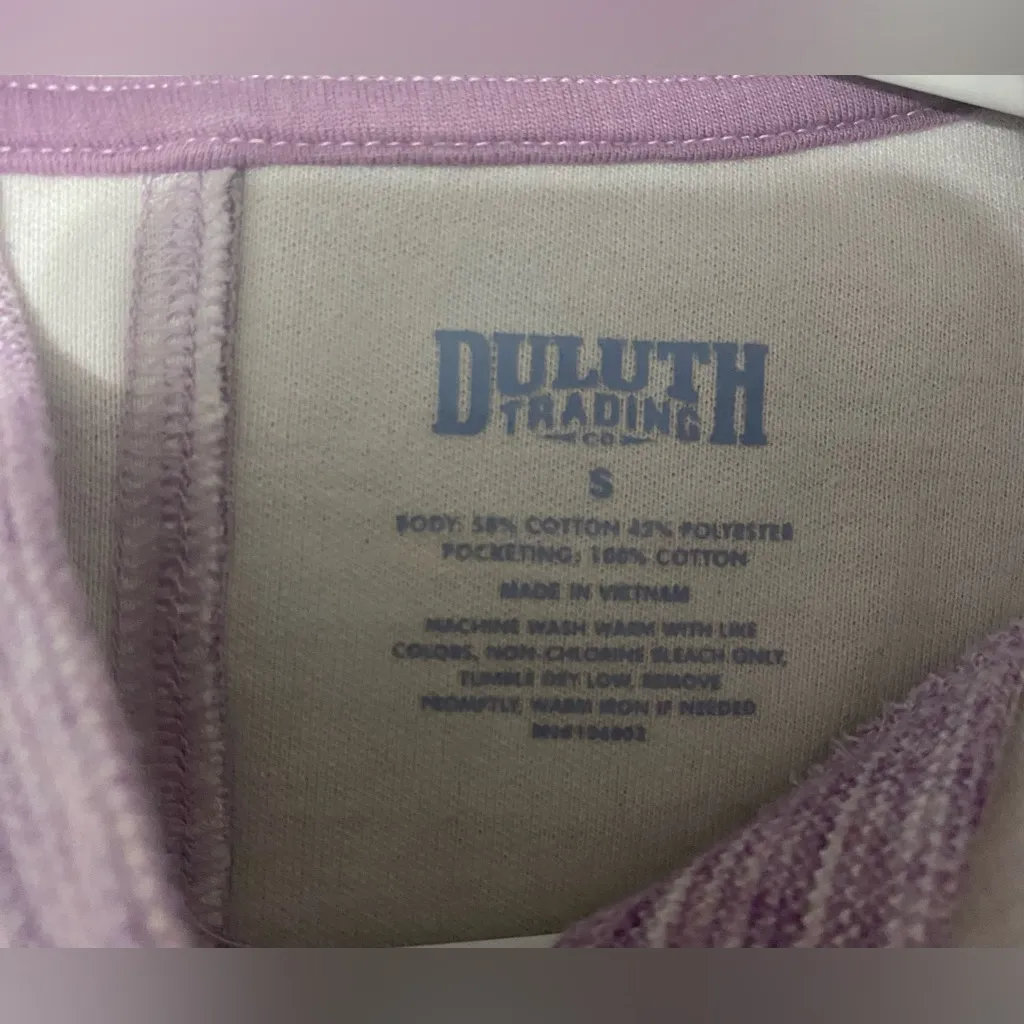 DULUTH
TRADING
CO
S
BODY: 58% COTTON 42% POLYESTER
POCKETING: 100% COTTON
MADE IN VIETNAM
MACHINE WASH WARM WITH LIKE
COLORS, NON-CHLORINE BLEACH ONLY,
TUMBLE DRY LOW, REMOVE
PROMPTLY, WARM IRON IF NEEDED